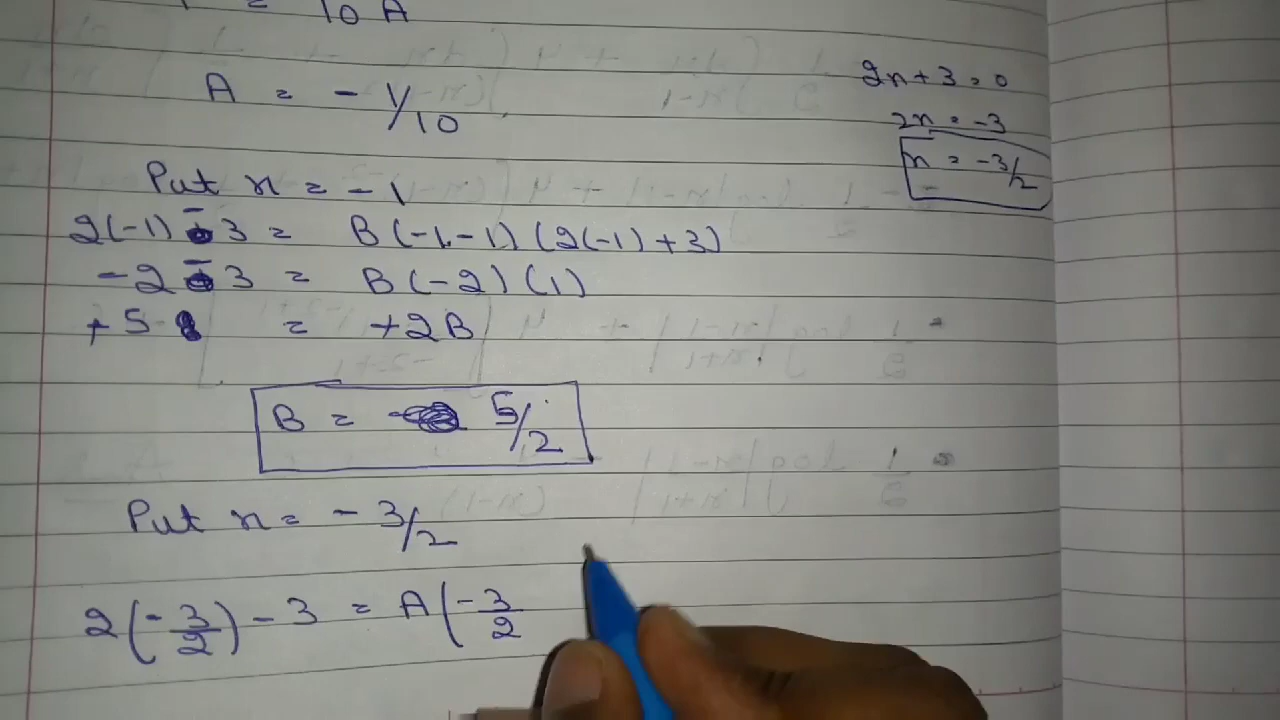 = 10 A
A = - 1/10
2x + 3 = 0
2x = -3
x = -3/2
Put x = -1
2(-1) - 3 = B(-1-1)(2(-1)+3)
-2 - 3 = B(-2)(1)
+5 = +2B
B = 5/2
Put x = - 3/2
2(-3/2) - 3 = A(-3/2